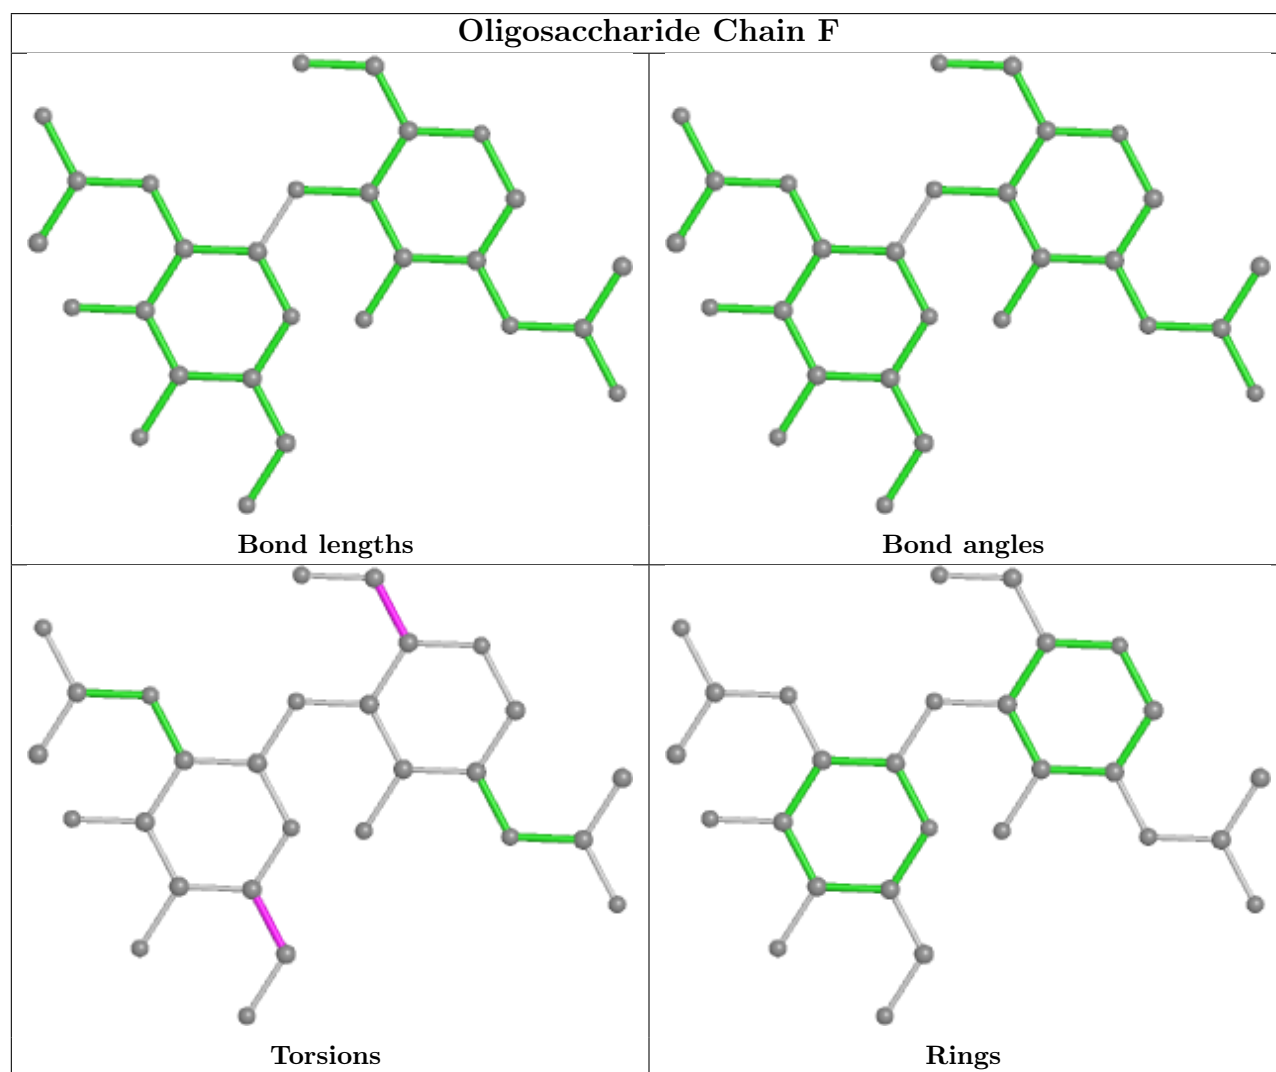 Oligosaccharide Chain F
Bond lengths
Bond angles
Torsions
Rings